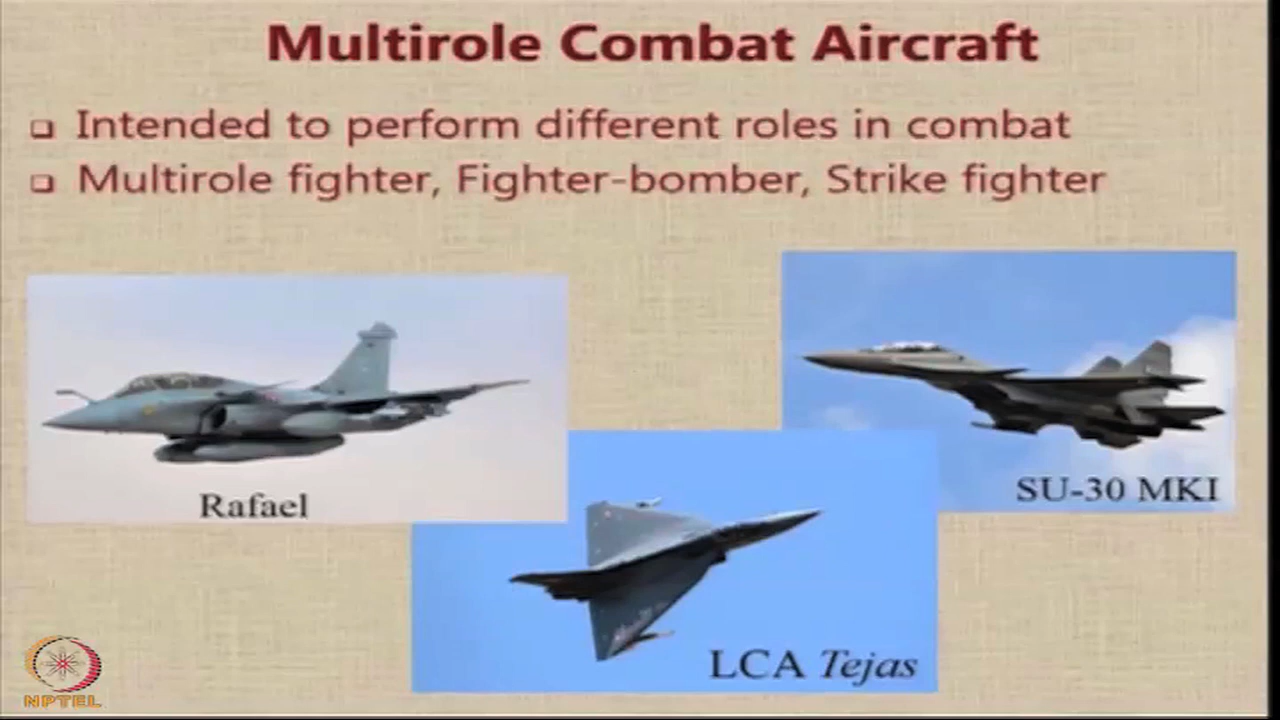 Multirole Combat Aircraft
Intended to perform different roles in combat
Multirole fighter, Fighter-bomber, Strike fighter
Rafael
SU-30 MKI
LCA Tejas
NPTEL